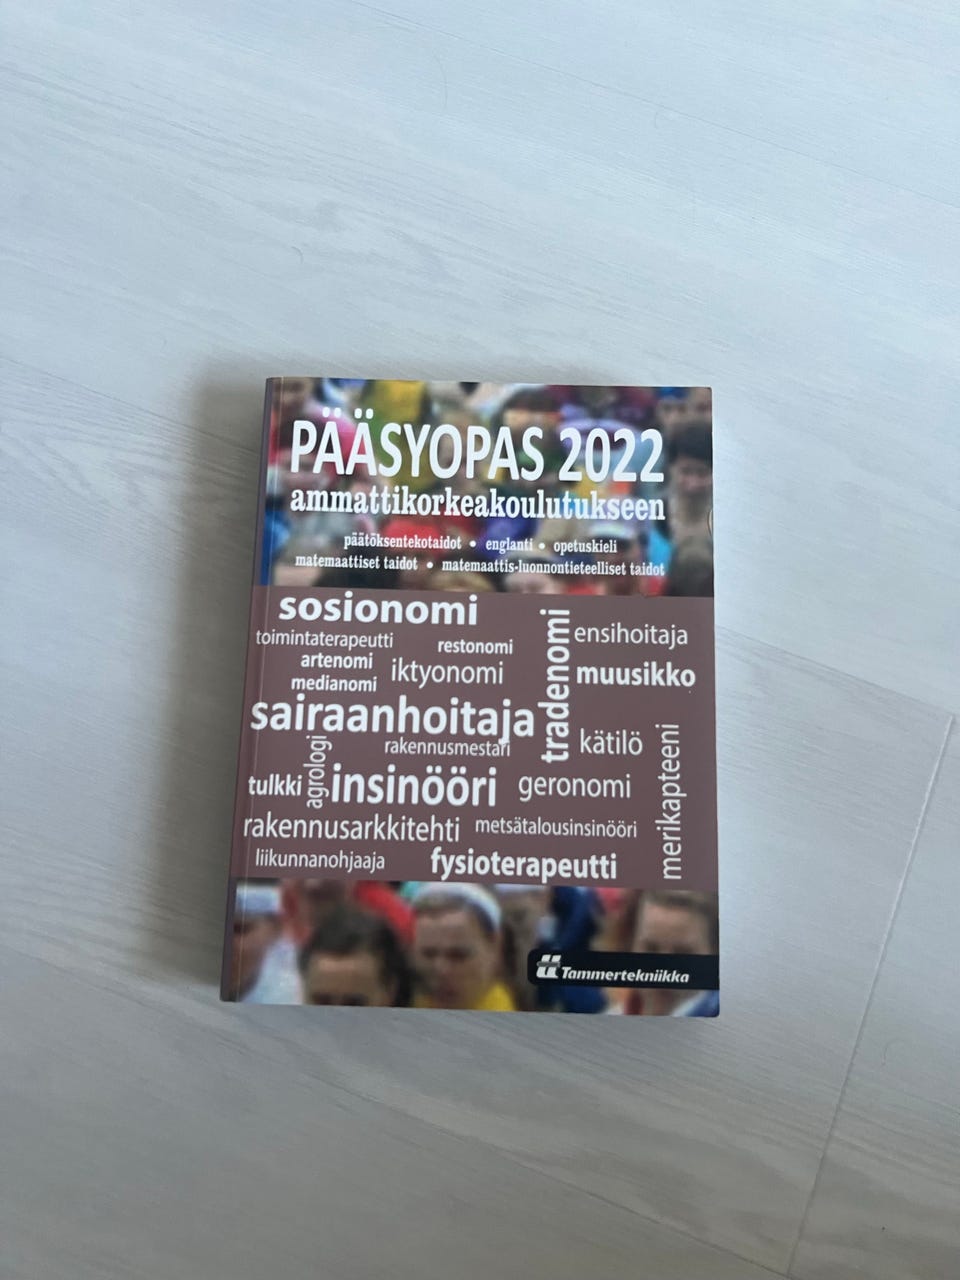 PÄÄSYOPAS 2022
ammattikorkeakoulutukseen
päätöksentekotaidot • englanti • opetuskieli
matemaattiset taidot • matemaattis-luonnontieteelliset taidot
sosionomi
toimintaterapeutti
restonomi
tradenomi
ensihoitaja
artenomi
iktyonomi
muusikko
medianomi
sairaanhoitaja
rakennusmestari
kätilö
merikapteeni
tulkki
agrologi
insinööri
geronomi
rakennusarkkitehti
metsätalousinsinööri
liikunnanohjaaja
fysioterapeutti
Tammertekniikka